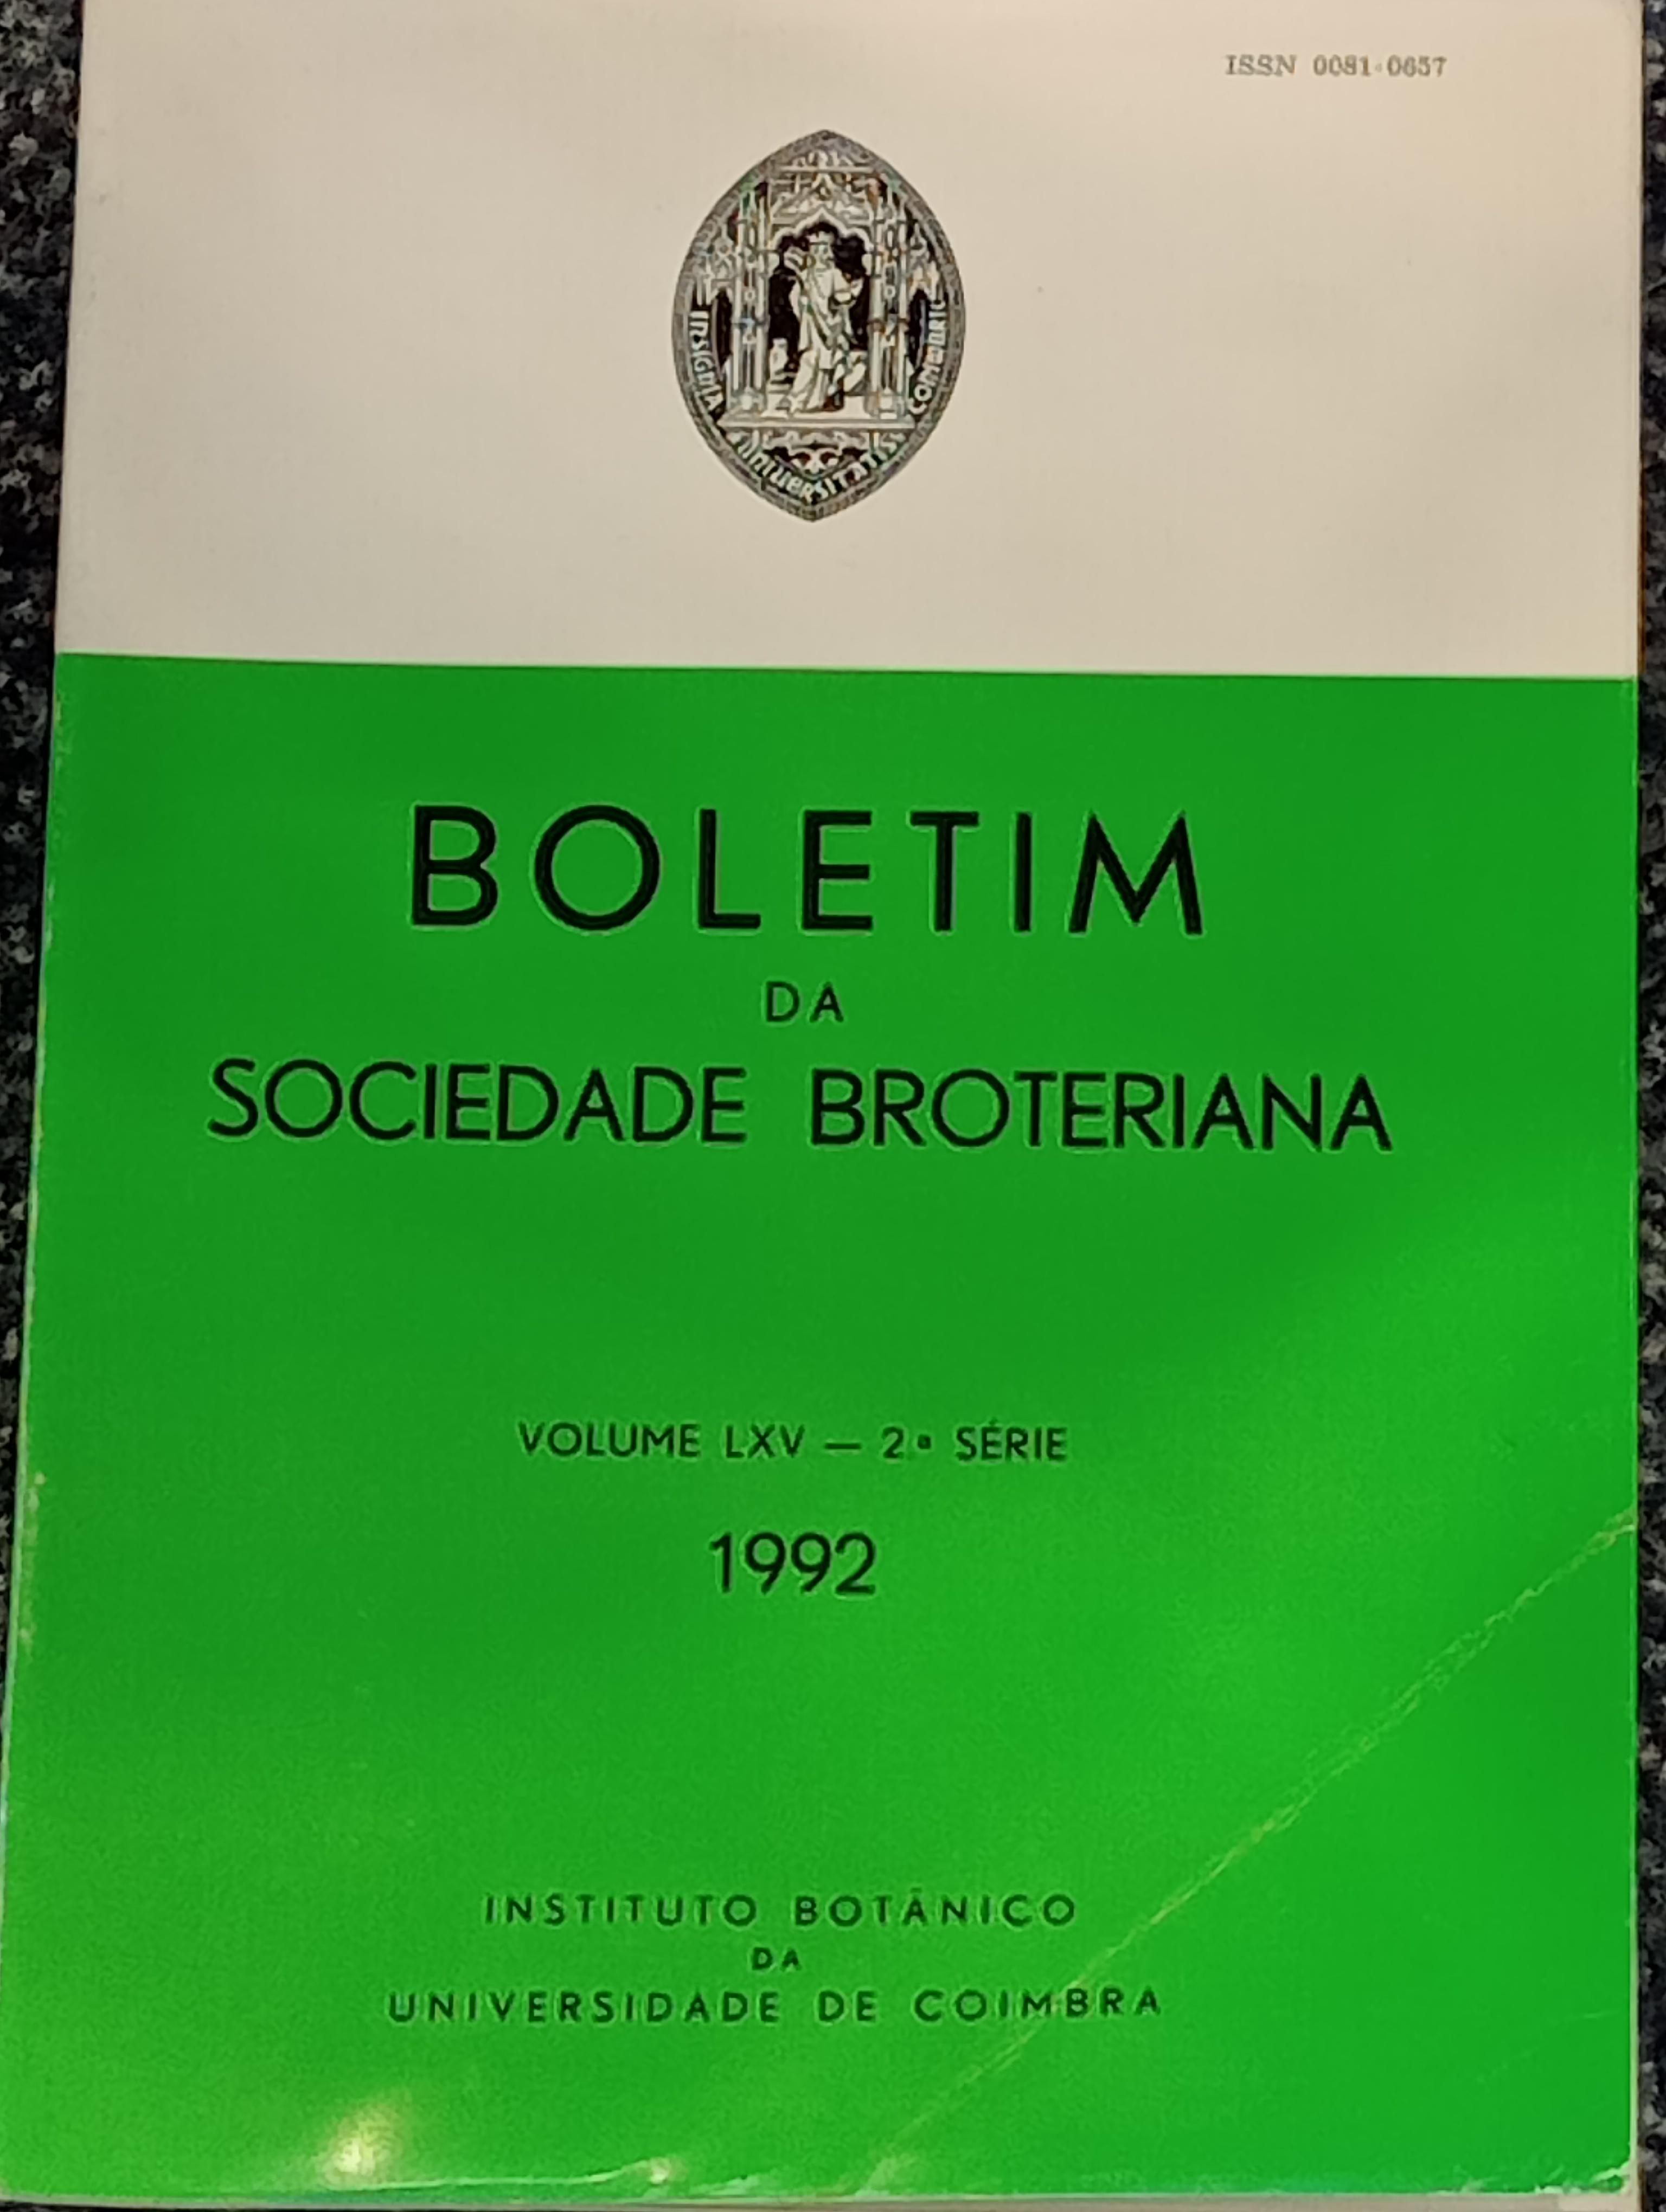 ISSN 0081-0657
INSIGNIA UNIVERSITATIS CONIMBRIG
BOLETIM
DA
SOCIEDADE BROTERIANA
VOLUME LXV — 2.ª SÉRIE
1992
INSTITUTO BOTÂNICO
DA
UNIVERSIDADE DE COIMBRA